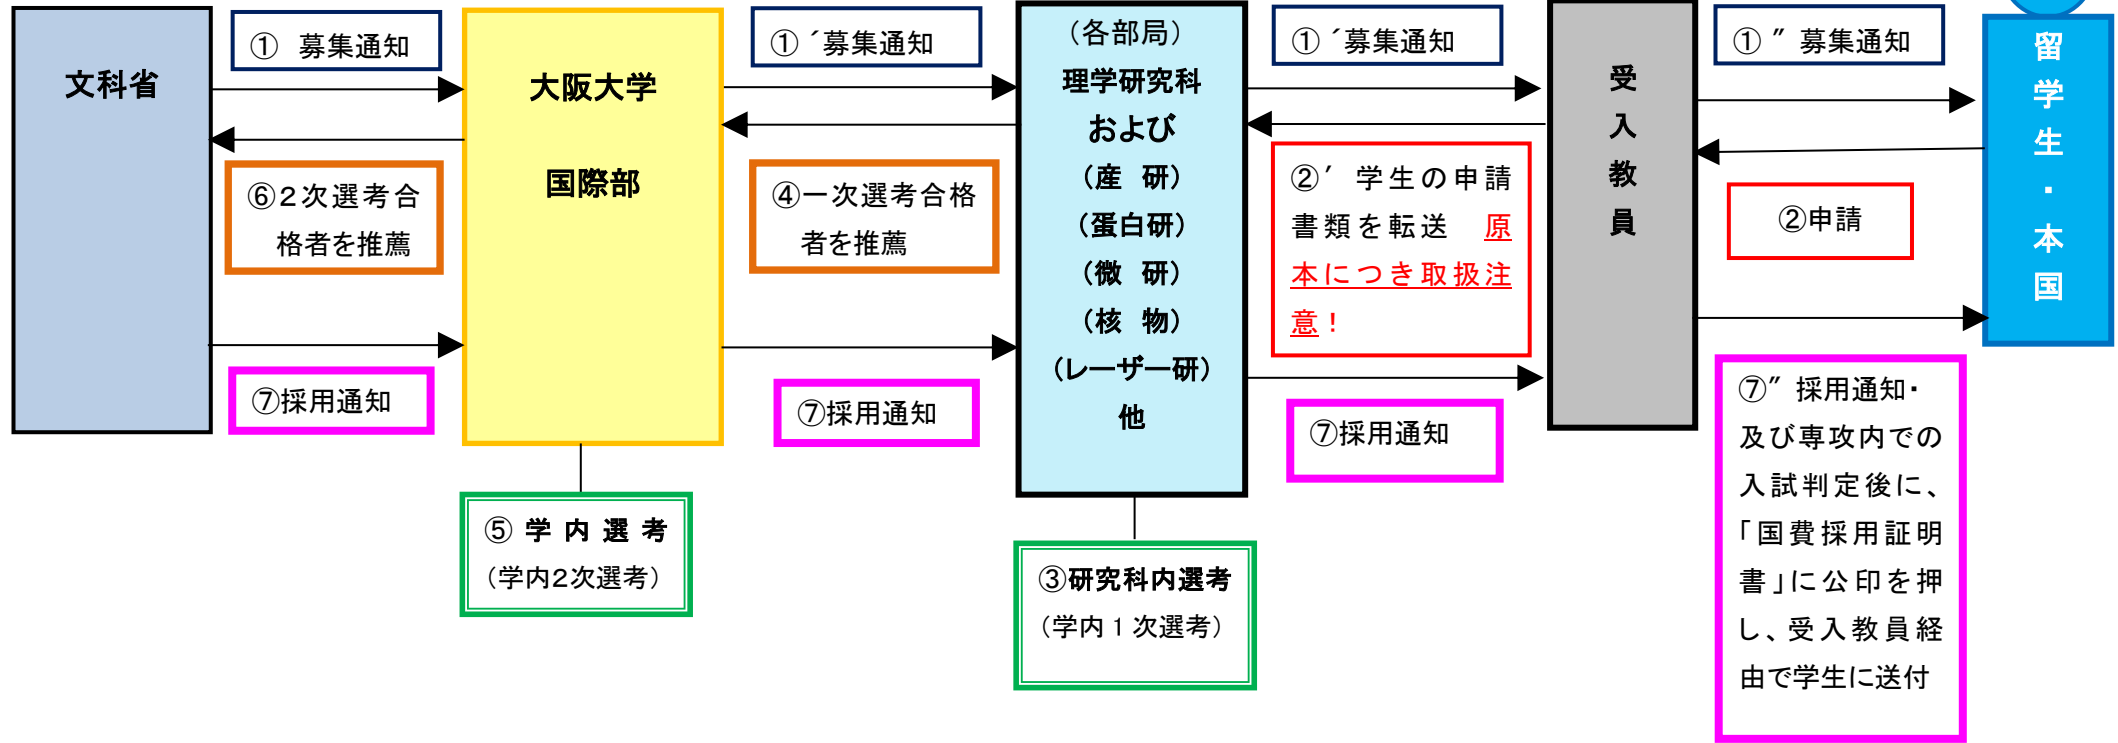 文科省
① 募集通知
⑥２次選考合
格者を推薦
⑦採用通知
大阪大学
国際部
⑤ 学 内 選 考
（学内２次選考）
①´募集通知
④一次選考合格
者を推薦
⑦採用通知
（各部局）
理学研究科
および
（産 研）
（蛋白研）
（微 研）
（核 物）
（レーザー研）
他
③研究科内選考
（学内１次選考）
①´募集通知
②′ 学生の申請
書類を転送 原
本につき取扱注
意！
⑦採用通知
受
入
教
員
①″ 募集通知
②申請
⑦″ 採用通知・
及び専攻内での
入試判定後に、
「国費採用証明
書」に公印を押
し、受入教員経
由で学生に送付
留
学
生
・
本
国